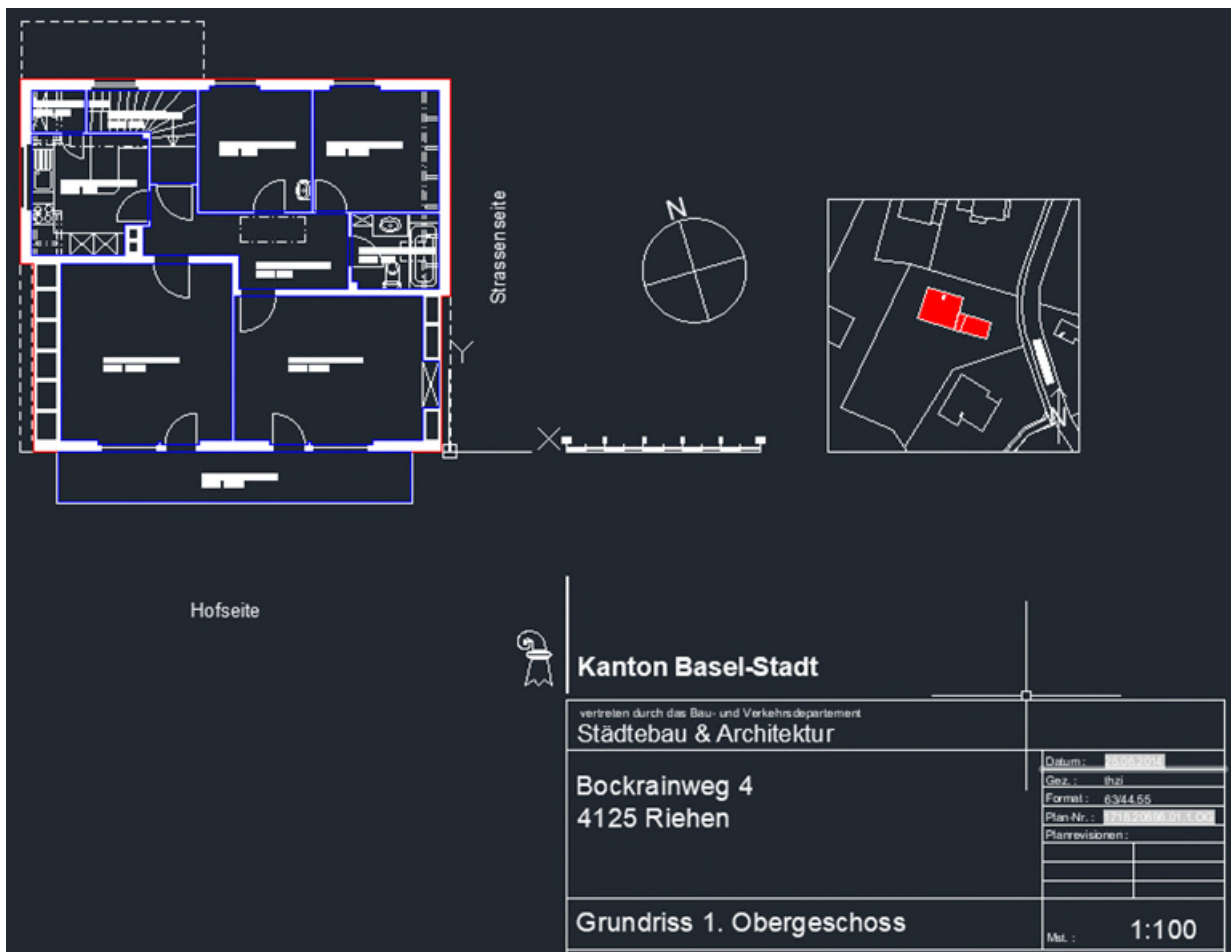 Strassenseite
N
Y
X
N
Hofseite
Kanton Basel-Stadt
vertreten durch das Bau- und Verkehrsdepartement
Städtebau & Architektur
Bockrainweg 4
4125 Riehen
Datum :
Gez. : thzi
Format : 63/44.55
Plan-Nr. :
Planrevisionen :
Grundriss 1. Obergeschoss
Mst. : 1:100